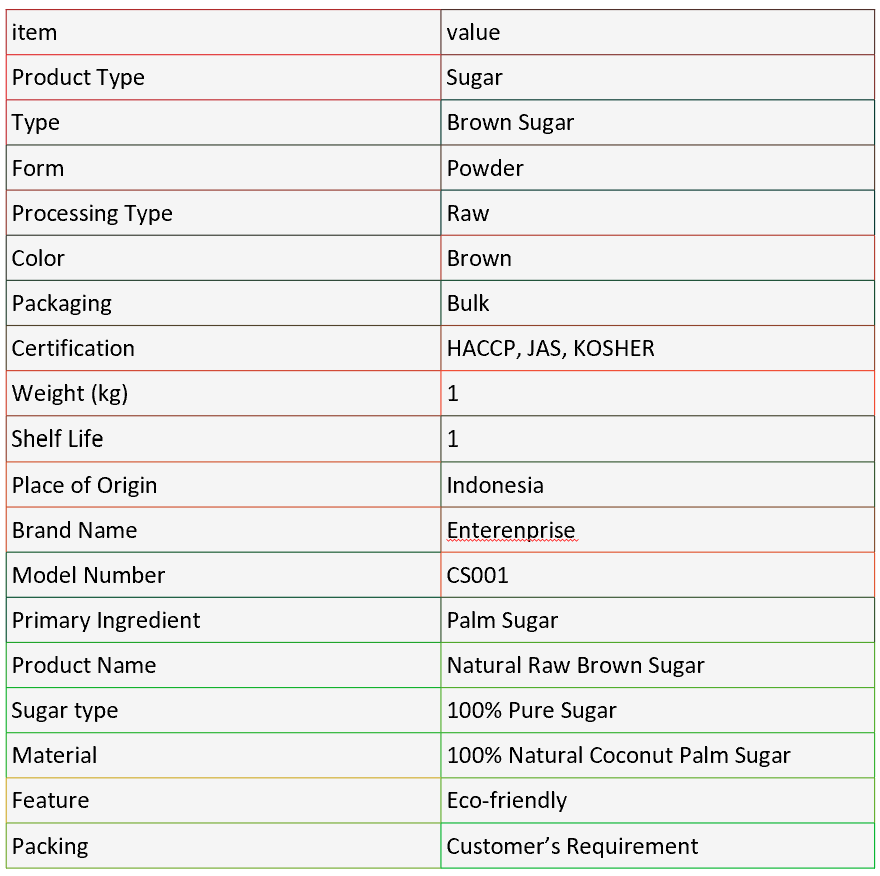 item value
Product Type Sugar
Type Brown Sugar
Form Powder
Processing Type Raw
Color Brown
Packaging Bulk
Certification HACCP, JAS, KOSHER
Weight (kg) 1
Shelf Life 1
Place of Origin Indonesia
Brand Name Enterenprise
Model Number CS001
Primary Ingredient Palm Sugar
Product Name Natural Raw Brown Sugar
Sugar type 100% Pure Sugar
Material 100% Natural Coconut Palm Sugar
Feature Eco-friendly
Packing Customer’s Requirement